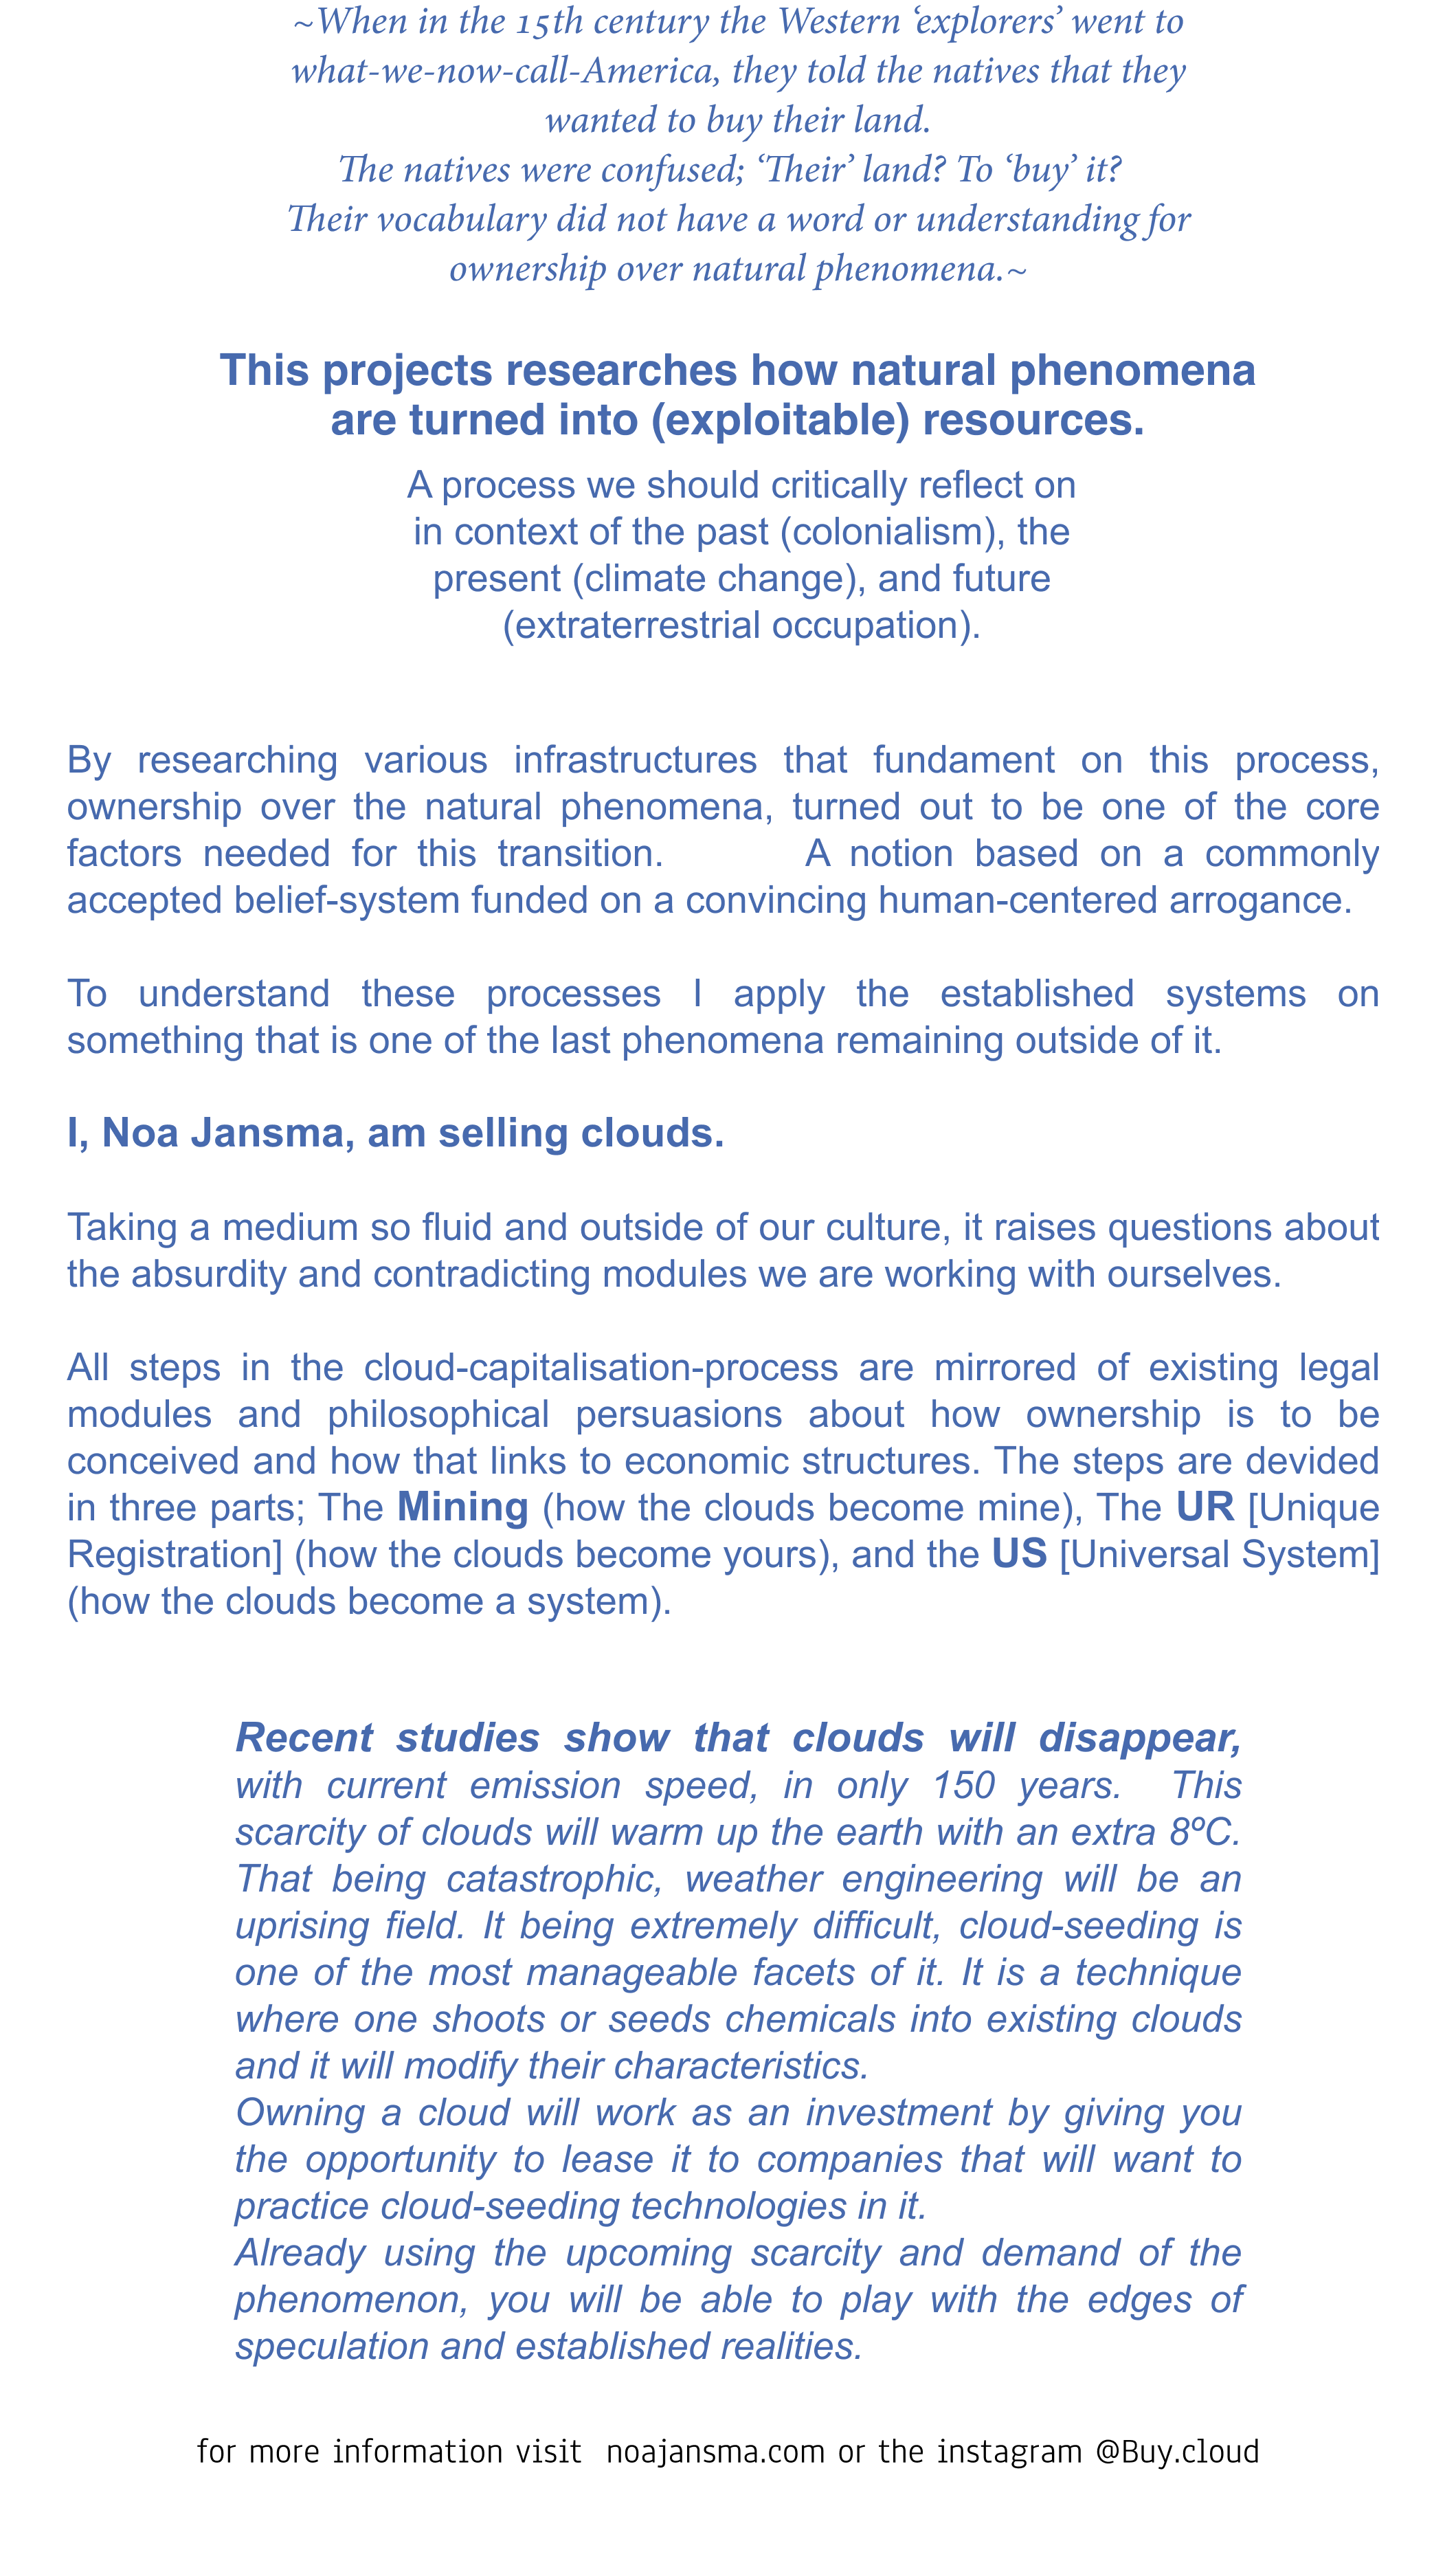 ~When in the 15th century the Western ‘explorers’ went to
what-we-now-call-America, they told the natives that they
wanted to buy their land.
The natives were confused; ‘Their’ land? To ‘buy’ it?
Their vocabulary did not have a word or understanding for
ownership over natural phenomena.~
This projects researches how natural phenomena
are turned into (exploitable) resources.
A process we should critically reflect on
in context of the past (colonialism), the
present (climate change), and future
(extraterrestrial occupation).
By researching various infrastructures that fundament on this process,
ownership over the natural phenomena, turned out to be one of the core
factors needed for this transition. A notion based on a commonly
accepted belief-system funded on a convincing human-centered arrogance.
To understand these processes I apply the established systems on
something that is one of the last phenomena remaining outside of it.
I, Noa Jansma, am selling clouds.
Taking a medium so fluid and outside of our culture, it raises questions about
the absurdity and contradicting modules we are working with ourselves.
All steps in the cloud-capitalisation-process are mirrored of existing legal
modules and philosophical persuasions about how ownership is to be
conceived and how that links to economic structures. The steps are devided
in three parts; The Mining (how the clouds become mine), The UR [Unique
Registration] (how the clouds become yours), and the US [Universal System]
(how the clouds become a system).
Recent studies show that clouds will disappear,
with current emission speed, in only 150 years. This
scarcity of clouds will warm up the earth with an extra 8ºC.
That being catastrophic, weather engineering will be an
uprising field. It being extremely difficult, cloud-seeding is
one of the most manageable facets of it. It is a technique
where one shoots or seeds chemicals into existing clouds
and it will modify their characteristics.
Owning a cloud will work as an investment by giving you
the opportunity to lease it to companies that will want to
practice cloud-seeding technologies in it.
Already using the upcoming scarcity and demand of the
phenomenon, you will be able to play with the edges of
speculation and established realities.
for more information visit noajansma.com or the instagram @Buy.cloud